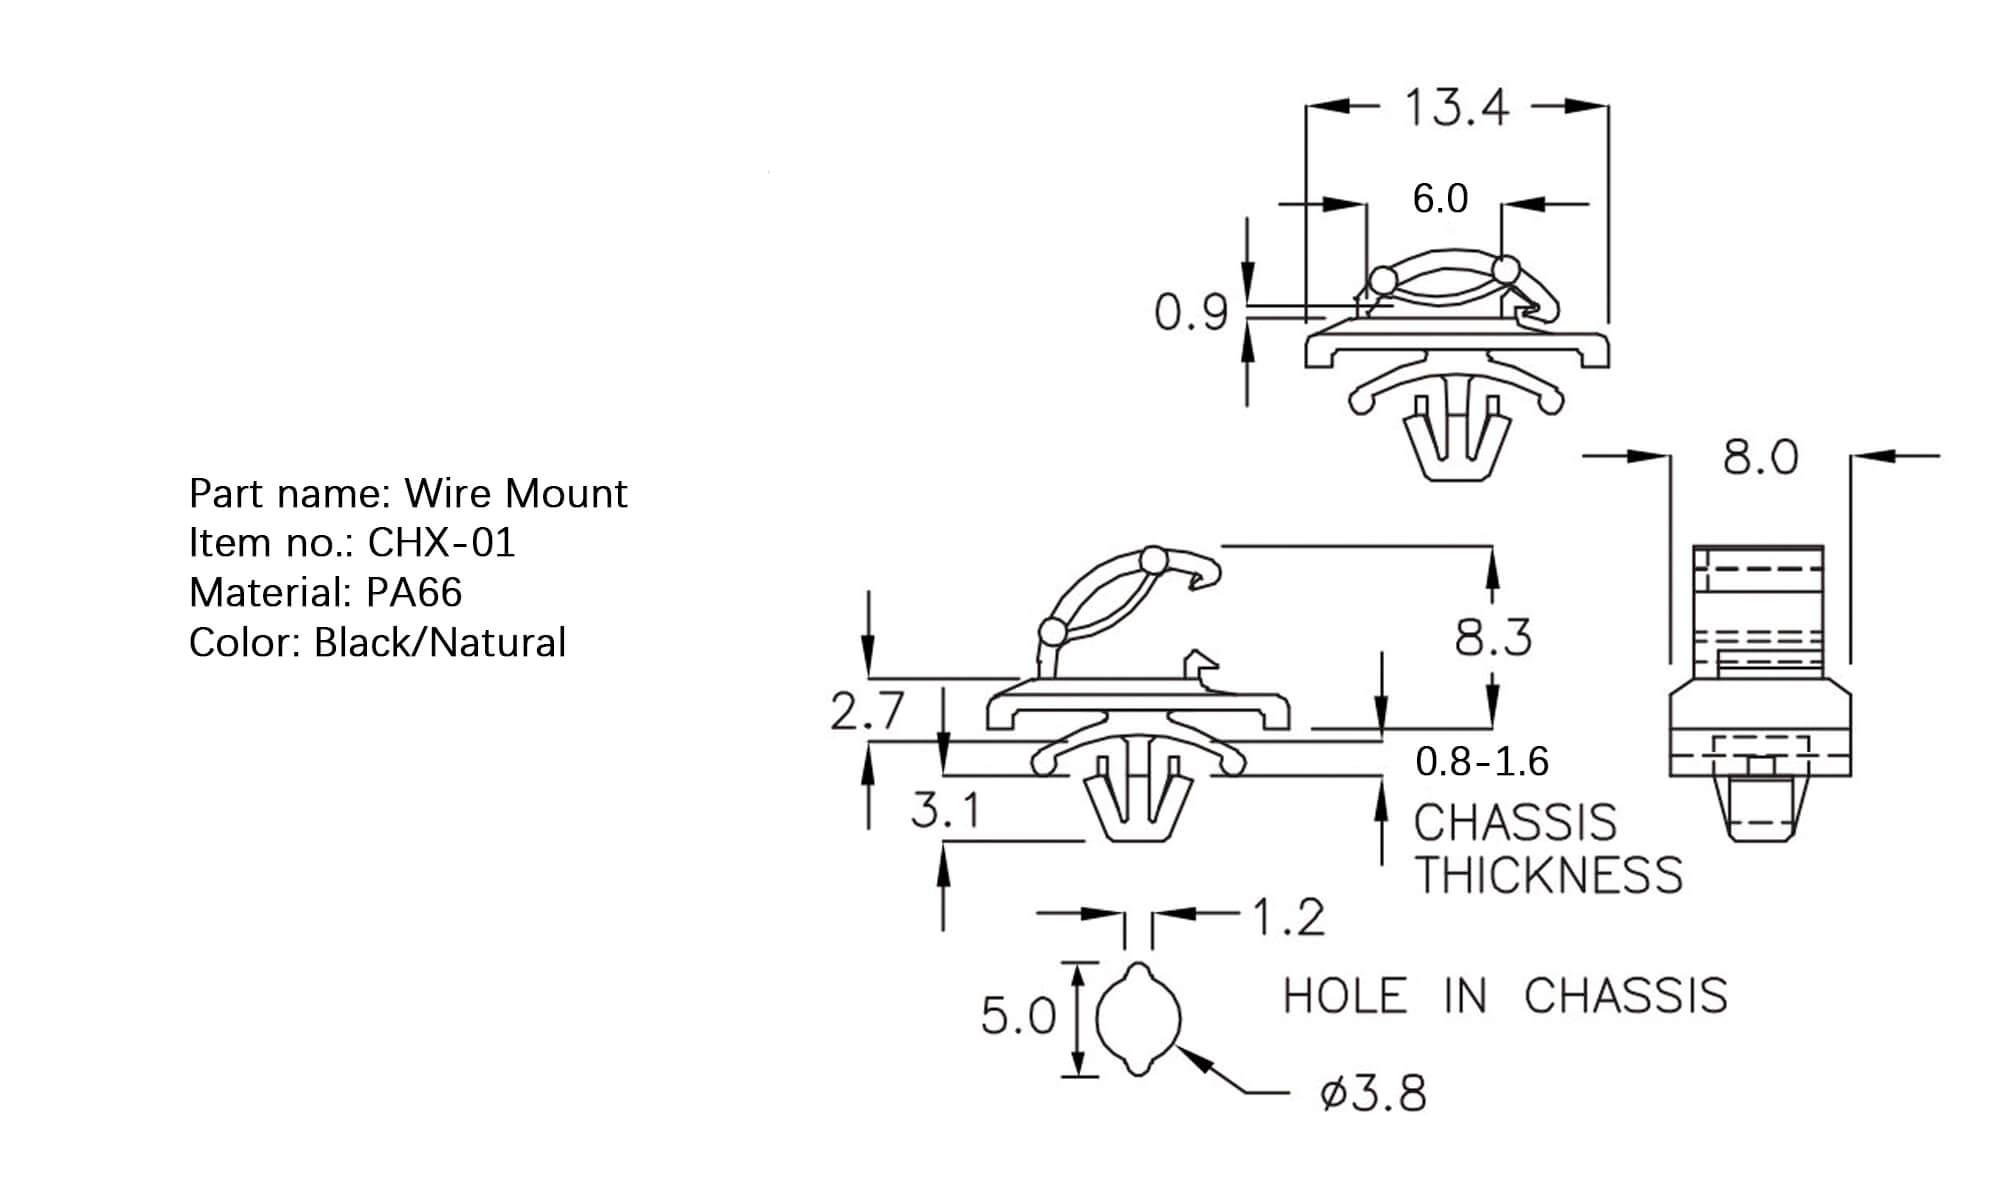 13.4
6.0
0.9
8.0
Part name: Wire Mount
Item no.: CHX-01
Material: PA66
Color: Black/Natural
8.3
2.7
0.8-1.6
CHASSIS
THICKNESS
3.1
1.2
5.0
HOLE IN CHASSIS
ø3.8